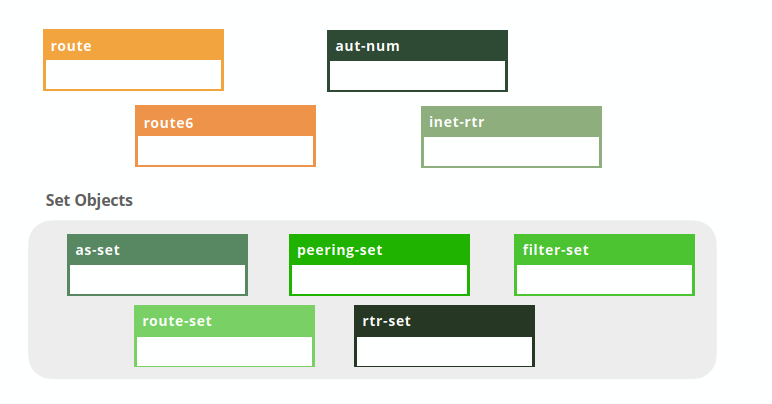 route
aut-num
route6
inet-rtr
Set Objects
as-set
peering-set
filter-set
route-set
rtr-set